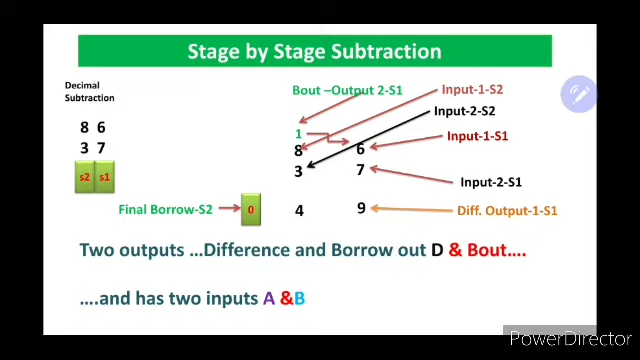 Stage by Stage Subtraction
Decimal
Subtraction
8 6
3 7
s2 s1
Bout –Output 2-S1
Input-1-S2
Input-2-S2
1
8 6
Input-1-S1
3 7
Input-2-S1
Final Borrow-S2
0
4 9
Diff. Output-1-S1
Two outputs …Difference and Borrow out D & Bout….
….and has two inputs A &B
PowerDirector